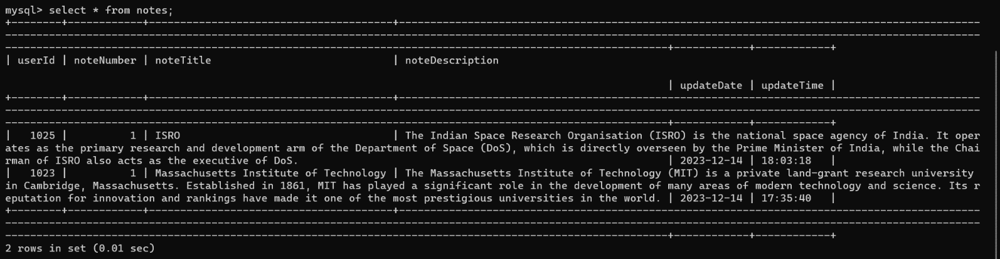 mysql> select * from notes;
+--------+------------+----------------------------------------+---------------------------------------------------------------------------------------------
------------------------------------------------------------------------------------------------------------------------------------------------------------
----------------------------------------------------------------------------------------------------------+------------+------------+
| userId | noteNumber | noteTitle                             | noteDescription
| updateDate | updateTime |
+--------+------------+----------------------------------------+---------------------------------------------------------------------------------------------
------------------------------------------------------------------------------------------------------------------------------------------------------------
----------------------------------------------------------------------------------------------------------+------------+------------+
|   1025 |          1 | ISRO                                  | The Indian Space Research Organisation (ISRO) is the national space agency of India. It oper
ates as the primary research and development arm of the Department of Space (DoS), which is directly overseen by the Prime Minister of India, while the Chai
rman of ISRO also acts as the executive of DoS.                                                           | 2023-12-14 | 18:03:18   |
|   1023 |          1 | Massachusetts Institute of Technology | The Massachusetts Institute of Technology (MIT) is a private land-grant research university
in Cambridge, Massachusetts. Established in 1861, MIT has played a significant role in the development of many areas of modern technology and science. Its r
eputation for innovation and rankings have made it one of the most prestigious universities in the world. | 2023-12-14 | 17:35:40   |
+--------+------------+----------------------------------------+---------------------------------------------------------------------------------------------
------------------------------------------------------------------------------------------------------------------------------------------------------------
----------------------------------------------------------------------------------------------------------+------------+------------+
2 rows in set (0.01 sec)